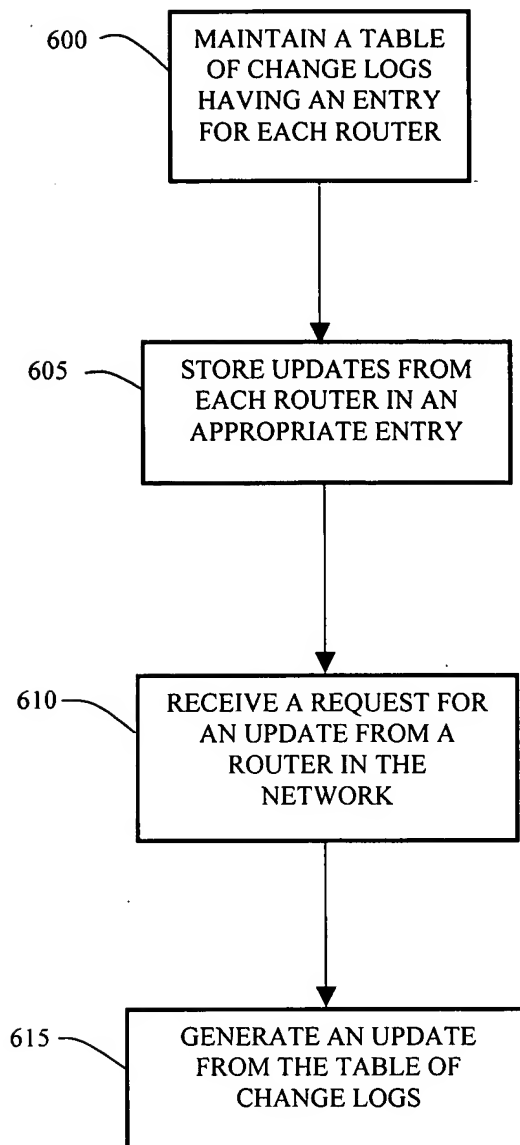 600
MAINTAIN A TABLE
OF CHANGE LOGS
HAVING AN ENTRY
FOR EACH ROUTER
605
STORE UPDATES FROM
EACH ROUTER IN AN
APPROPRIATE ENTRY
610
RECEIVE A REQUEST FOR
AN UPDATE FROM A
ROUTER IN THE
NETWORK
615
GENERATE AN UPDATE
FROM THE TABLE OF
CHANGE LOGS